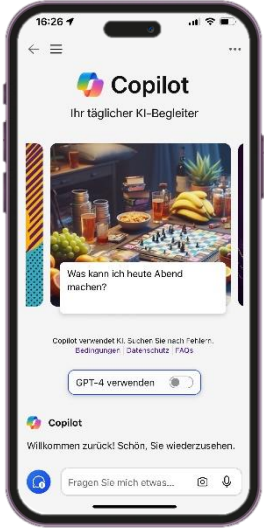 16:26
Copilot
Ihr täglicher KI-Begleiter
Was kann ich heute Abend
machen?
Copilot verwendet KI. Suchen Sie nach Fehlern.
Bedingungen | Datenschutz | FAQs
GPT-4 verwenden
Copilot
Willkommen zurück! Schön, Sie wiederzusehen.
Fragen Sie mich etwas...